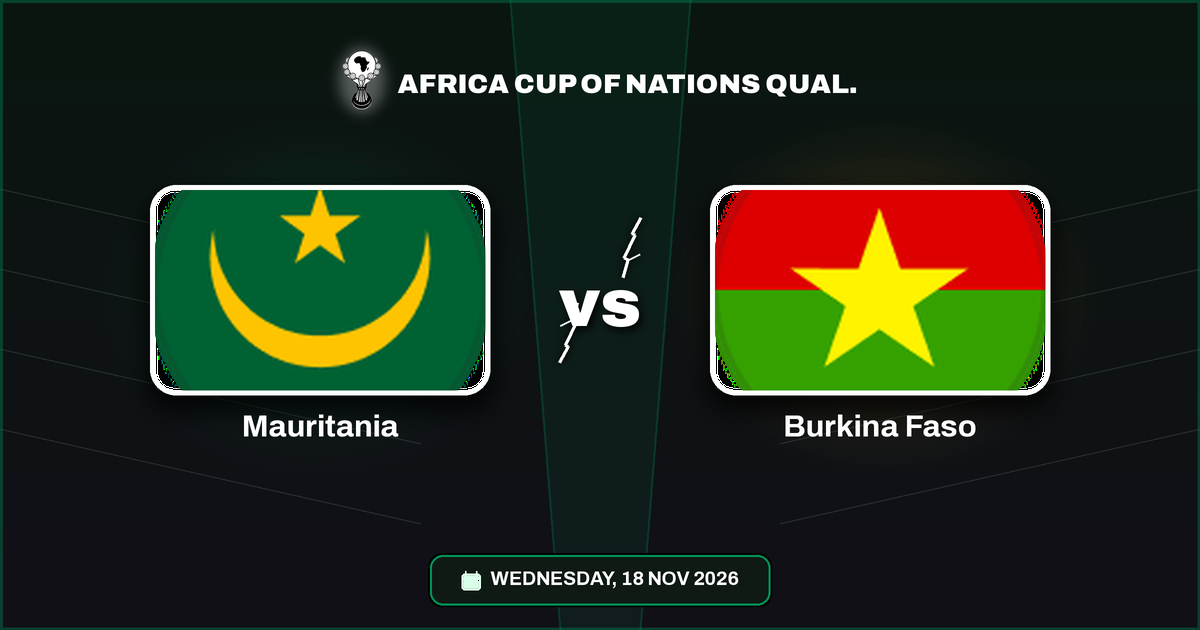 AFRICA CUP OF NATIONS QUAL.
VS
Mauritania
Burkina Faso
WEDNESDAY, 18 NOV 2026